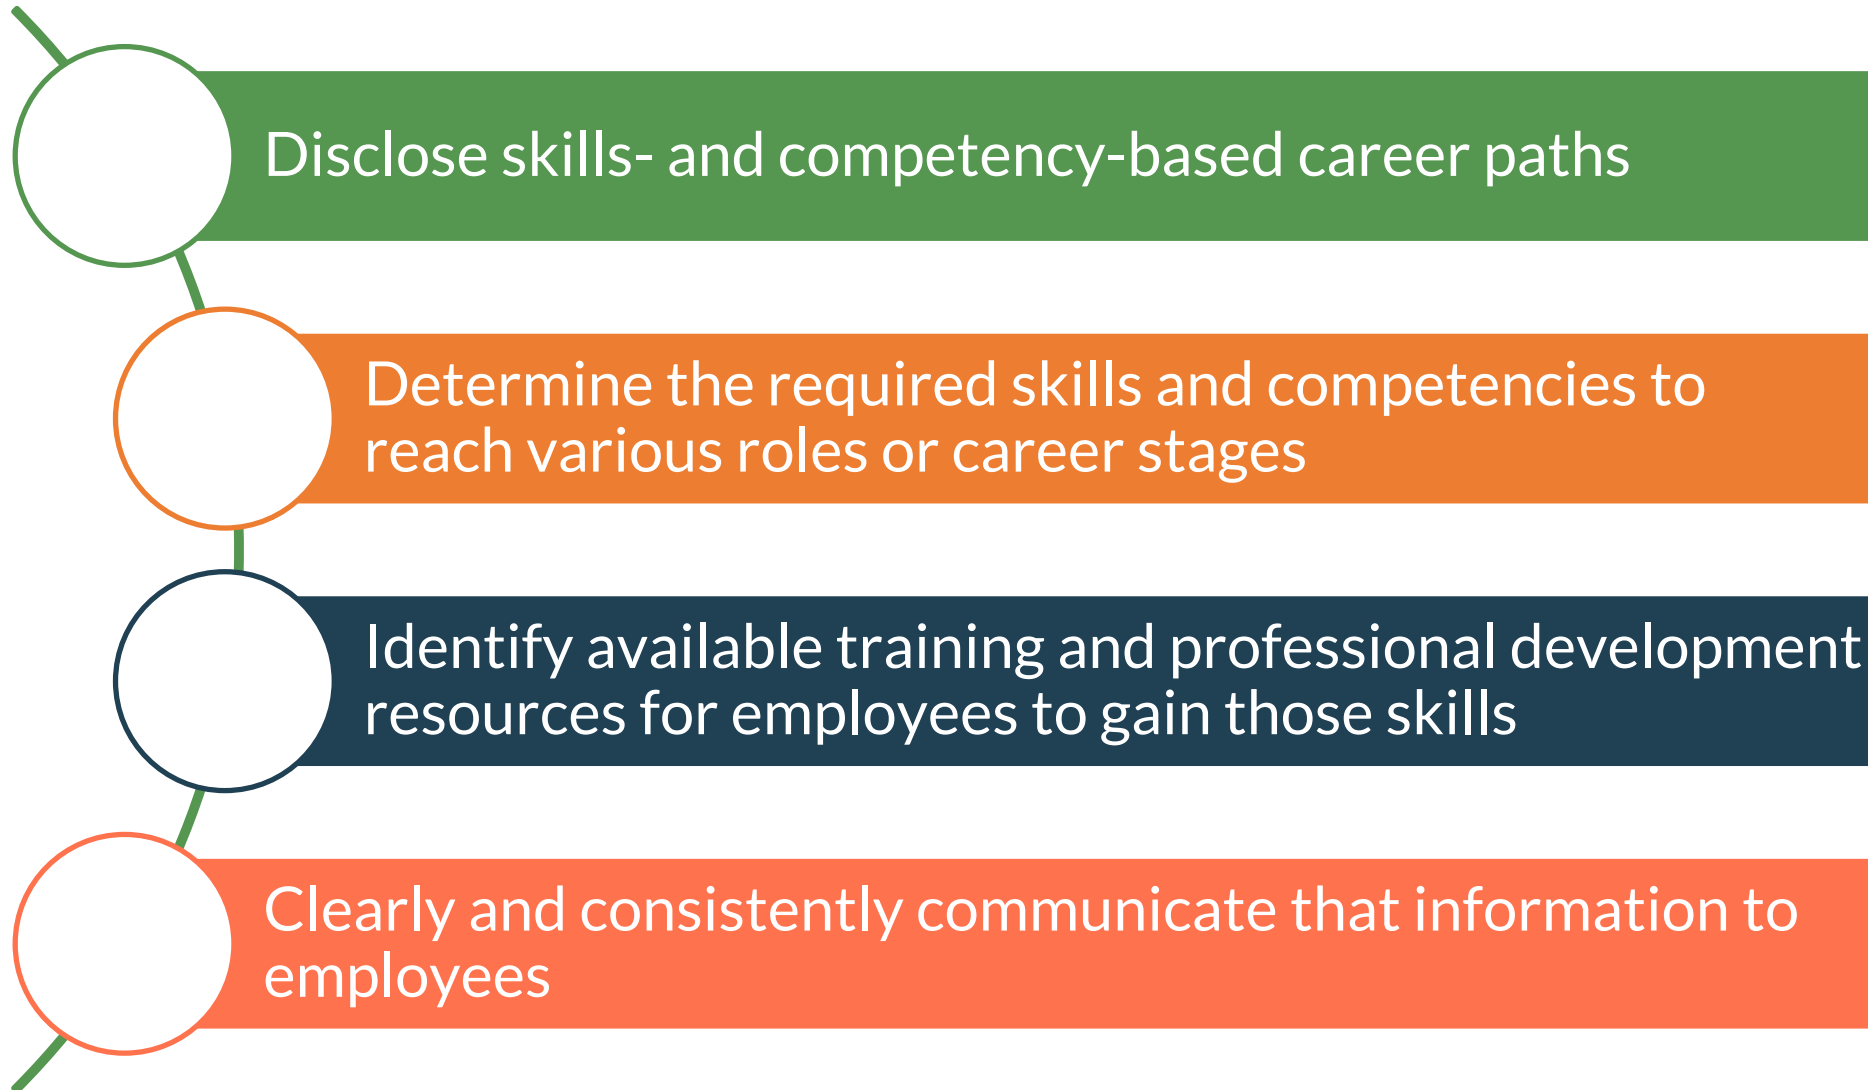 Disclose skills- and competency-based career paths
Determine the required skills and competencies to
reach various roles or career stages
Identify available training and professional development
resources for employees to gain those skills
Clearly and consistently communicate that information to
employees